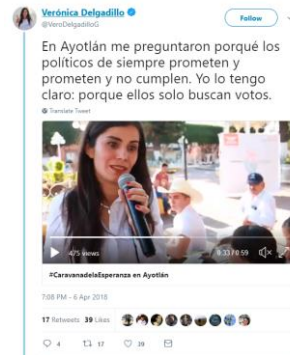 Verónica Delgadillo
@VeroDelgadilloG
Follow
En Ayotlán me preguntaron porqué los
políticos de siempre prometen y
prometen y no cumplen. Yo lo tengo
claro: porque ellos solo buscan votos.
Translate Tweet
475 views
0:33 / 0:59
#CaravanadelaEsperanza en Ayotlán
7:08 PM - 6 Apr 2018
17 Retweets 39 Likes
4 17 39